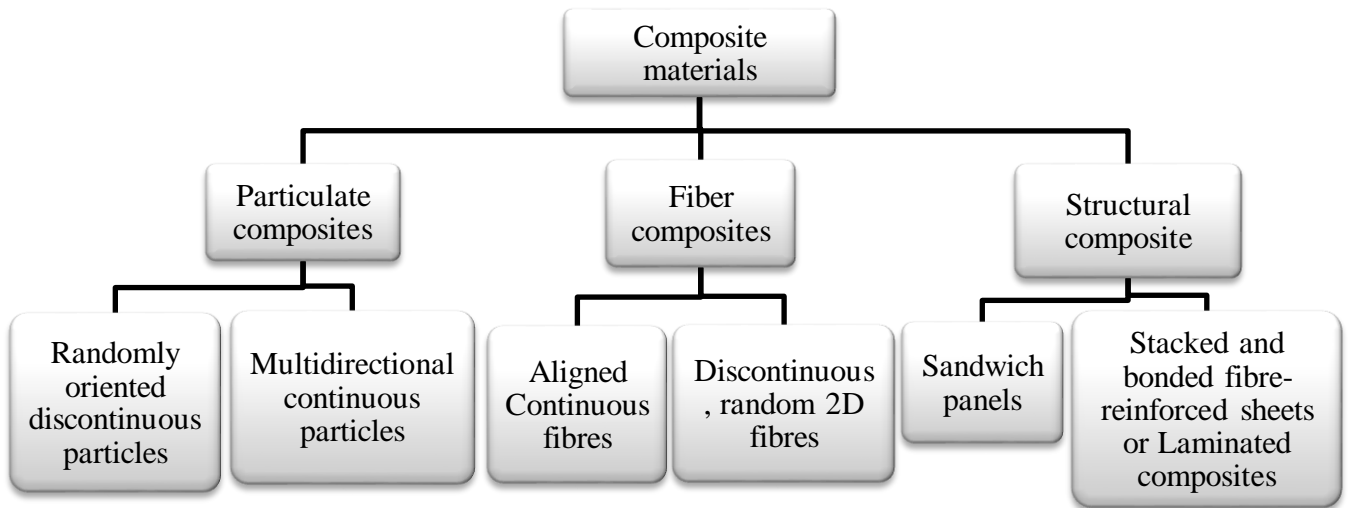 Composite
materials
Particulate
composites
Fiber
composites
Structural
composite
Randomly
oriented
discontinuous
particles
Multidirectional
continuous
particles
Aligned
Continuous
fibres
Discontinuous
, random 2D
fibres
Sandwich
panels
Stacked and
bonded fibre-
reinforced sheets
or Laminated
composites